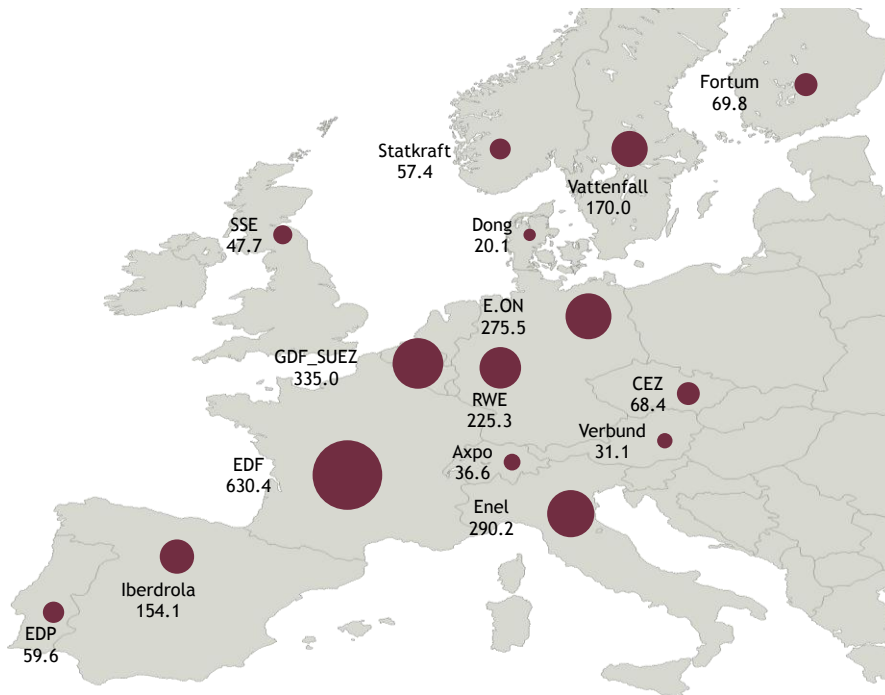 Fortum
69.8
Statkraft
57.4
Vattenfall
170.0
SSE
47.7
Dong
20.1
E.ON
275.5
GDF_SUEZ
335.0
RWE
225.3
CEZ
68.4
Verbund
31.1
Axpo
36.6
EDF
630.4
Enel
290.2
Iberdrola
154.1
EDP
59.6